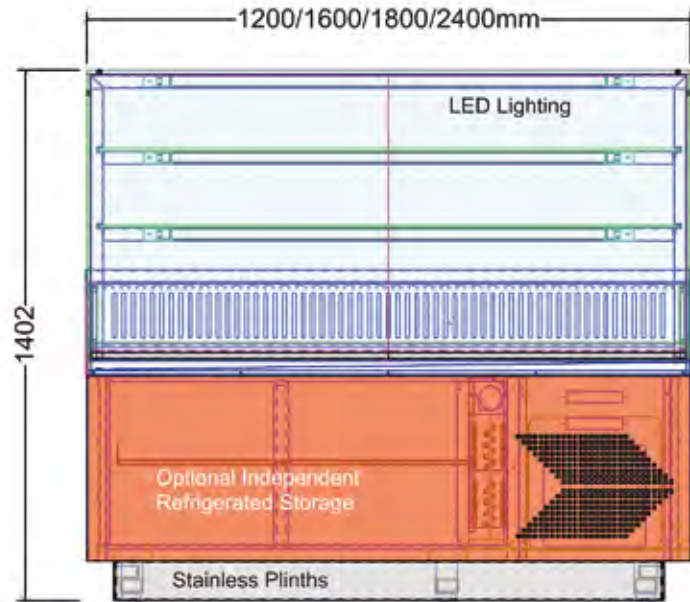 1200/1600/1800/2400mm
LED Lighting
1402
Optional Independent
Refrigerated Storage
Stainless Plinths